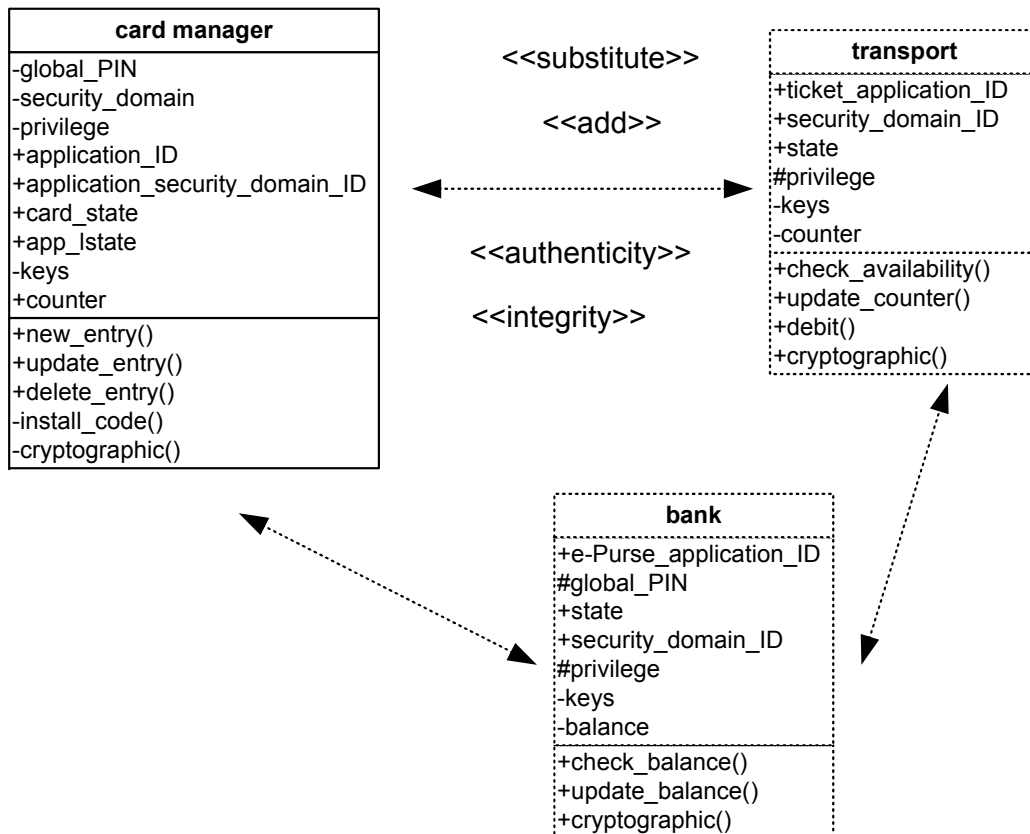 card manager
-global_PIN
-security_domain
-privilege
+application_ID
+application_security_domain_ID
+card_state
+app_lstate
-keys
+counter
+new_entry()
+update_entry()
+delete_entry()
-install_code()
-cryptographic()
<<substitute>>
<<add>>
<<authenticity>>
<<integrity>>
transport
+ticket_application_ID
+security_domain_ID
+state
#privilege
-keys
-counter
+check_availability()
+update_counter()
+debit()
+cryptographic()
bank
+e-Purse_application_ID
#global_PIN
+state
+security_domain_ID
#privilege
-keys
-balance
+check_balance()
+update_balance()
+cryptographic()